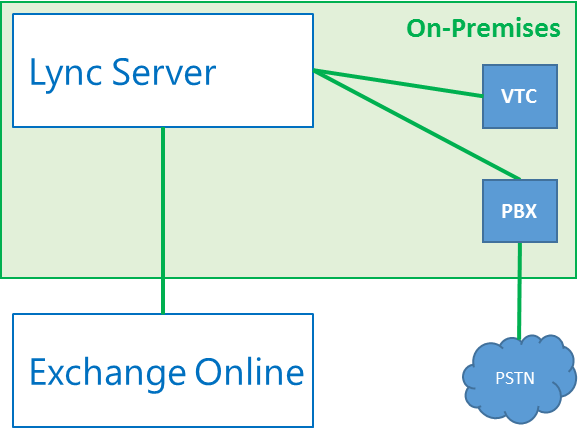 On-Premises
Lync Server
VTC
PBX
Exchange Online
PSTN